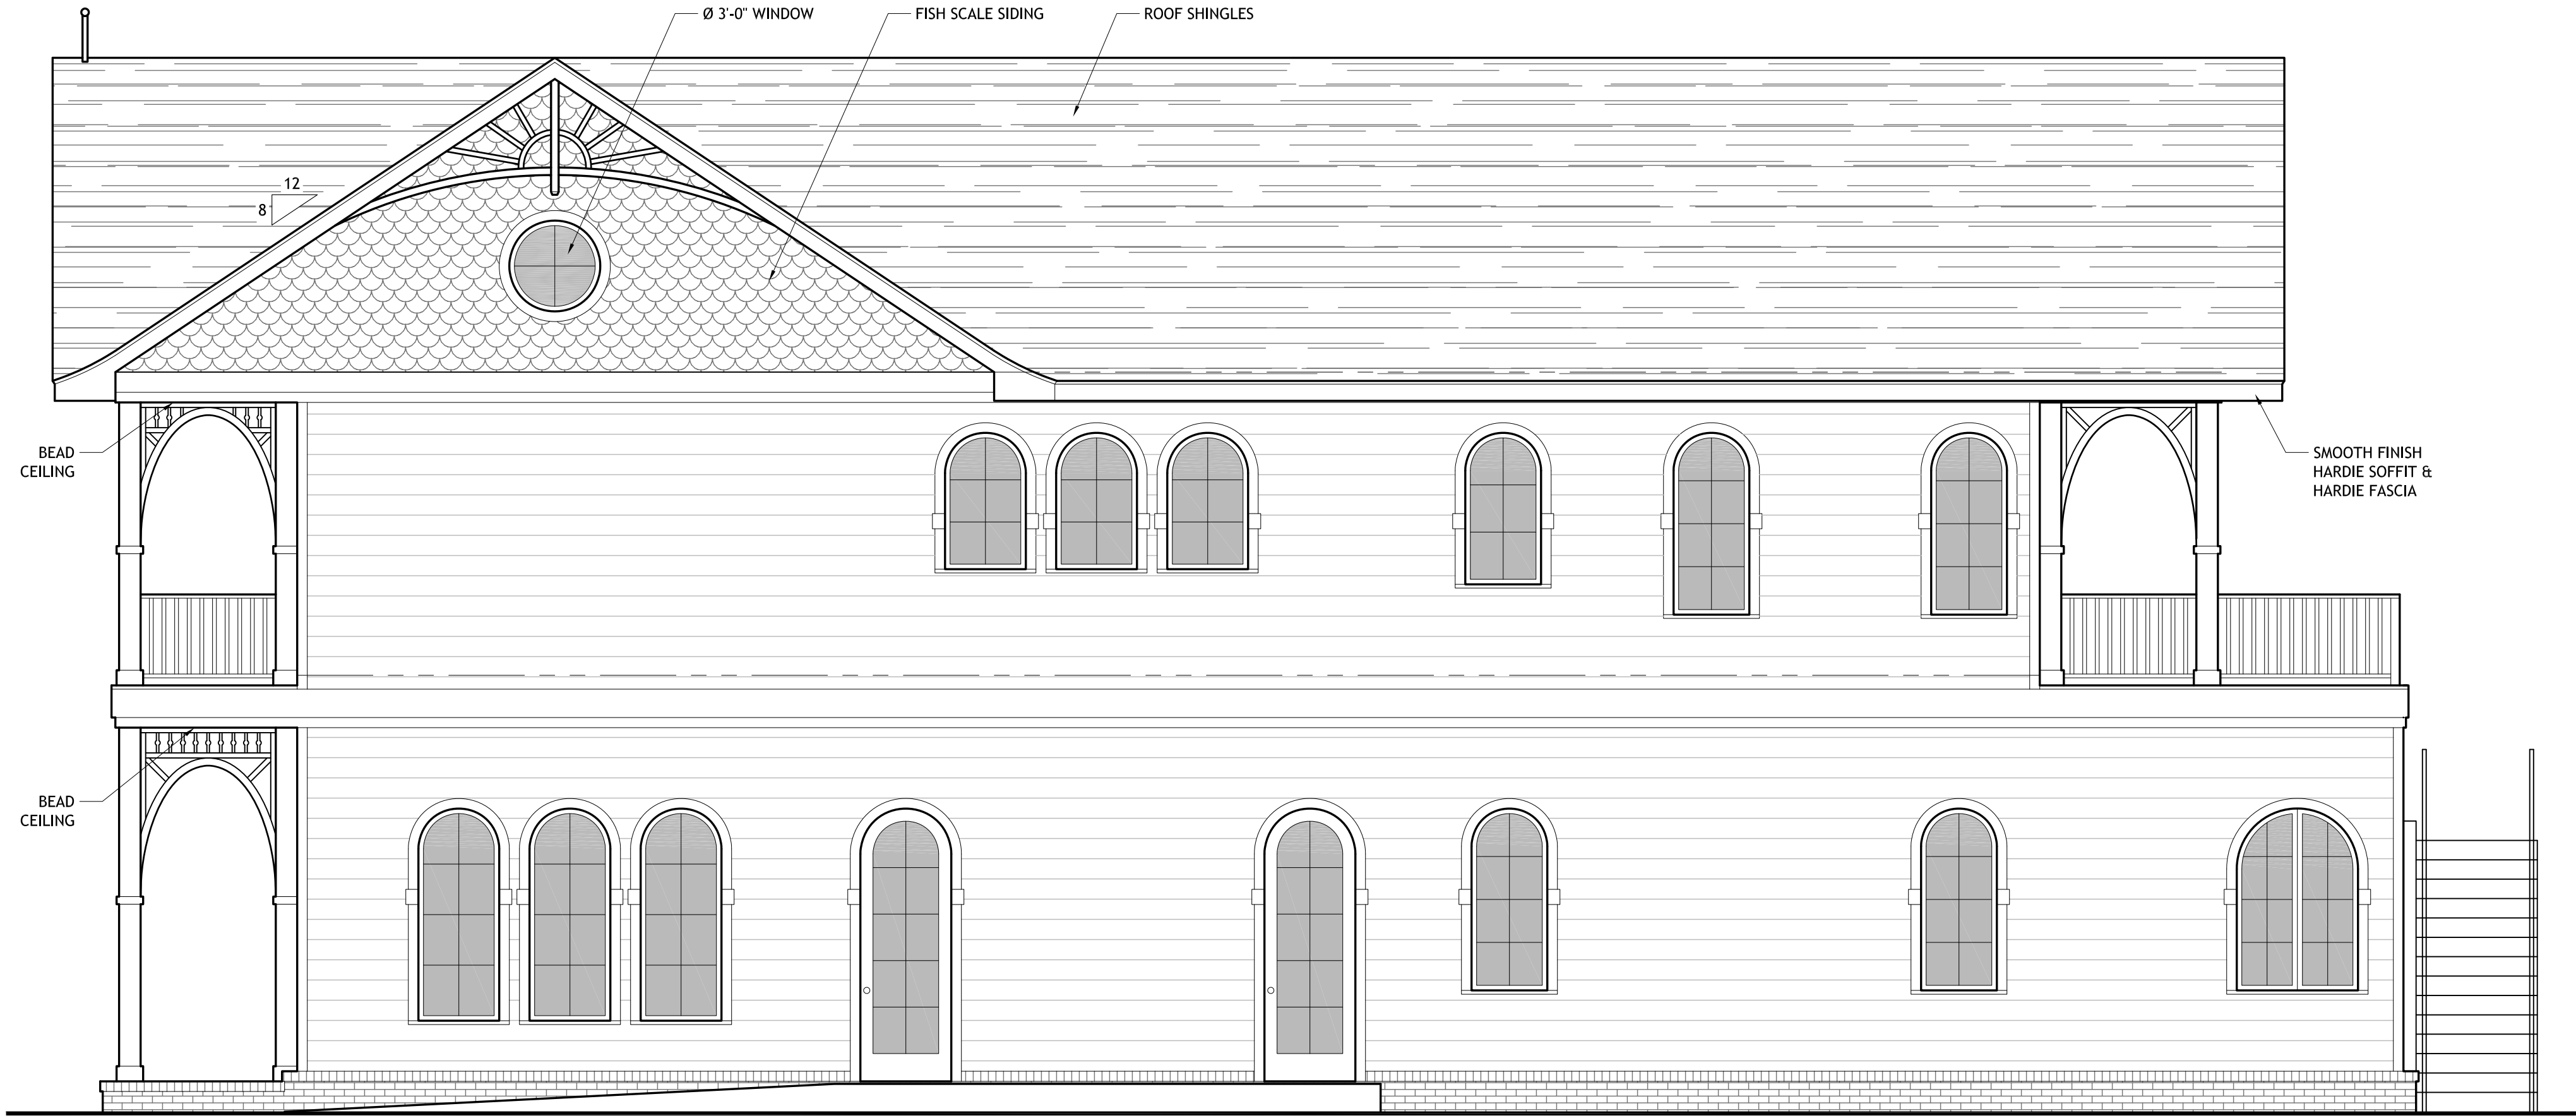 Ø 3'-0" WINDOW
FISH SCALE SIDING
ROOF SHINGLES
12
8
BEAD
CEILING
SMOOTH FINISH
HARDIE SOFFIT &
HARDIE FASCIA
BEAD
CEILING